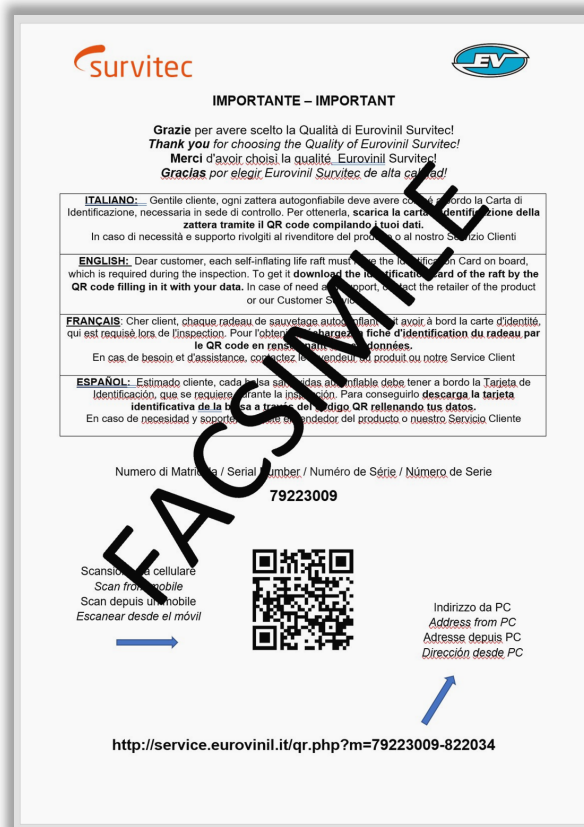 survitec
EV
IMPORTANTE – IMPORTANT
Grazie per avere scelto la Qualità di Eurovinil Survitec!
Thank you for choosing the Quality of Eurovinil Survitec!
Merci d'avoir choisi la qualité Eurovinil Survitec!
Gracias por elegir Eurovinil Survitec de alta calidad!
ITALIANO: Gentile cliente, ogni zattera autogonfiabile deve avere bordo la Carta di
Identificazione, necessaria in sede di controllo. Per ottenerla, scarica la carta della
zattera tramite il QR code compilando i tuoi dati.
In caso di necessità e supporto rivolgiti al rivenditore del prodotto o al nostro Servizio Clienti
ENGLISH: Dear customer, each self-inflating life raft must have the Identification Card on board,
which is required during the inspection. To get it download the identification card of the raft by the
QR code filling in it with your data. In case of need and support, contact the retailer of the product
or our Customer Service
FRANÇAIS: Cher client, chaque radeau de sauvetage autogonflant doit avoir à bord la carte d'identité,
qui est requise lors de l'inspection. Pour l'obtenir fiche d'identification du radeau par
le QR code en données.
En cas de besoin et d'assistance, contactez le revendeur du produit ou notre Service Client
ESPAÑOL: Estimado cliente, cada balsa salvavidas autoinflable debe tener a bordo la Tarjeta de
Identificación, que se requiere durante la inspección. Para conseguirlo descarga la tarjeta
identificativa de la balsa a través del código QR rellenando tus datos.
En caso de necesidad y soporte, vendedor del producto o nuestro Servicio Cliente
Numero di Matricola / Serial Number / Numéro de Série / Número de Serie
79223009
FACSIMILE
Scansiona da cellulare
Scan from mobile
Scan depuis un mobile
Escanear desde el móvil
Indirizzo da PC
Address from PC
Adresse depuis PC
Dirección desde PC
http://service.eurovinil.it/qr.php?m=79223009-822034